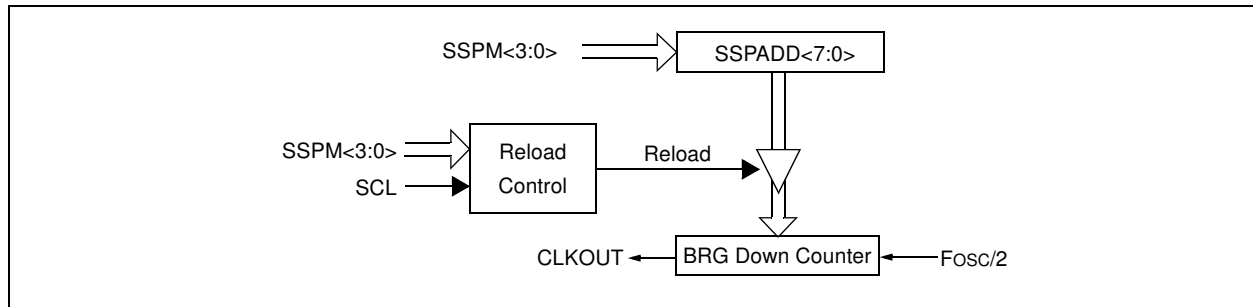 SSPM<3:0>
SSPADD<7:0>
SSPM<3:0>
SCL
Reload
Control
Reload
CLKOUT
BRG Down Counter
FOSC/2